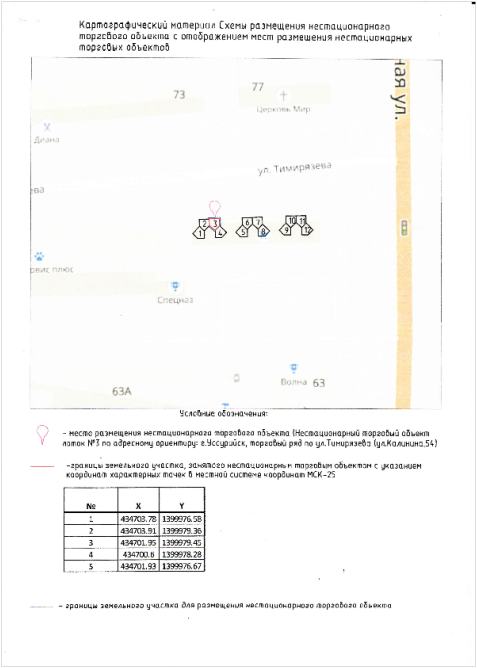 Картографический материал Схемы размещения нестационарного
торгового объекта с отображением мест размещения нестационарных
торговых объектов
73
77
ная ул.
Церковь Мир
Диана
ул. Тимирязева
ева
2 3 6 7 10 11
1 4 5 8 9 12
рвис плюс
Спецназ
Волна 63
63А
Условные обозначения:
- место размещения нестационарного торгового объекта (Нестационарный торговый объект
лоток №3 по адресному ориентиру: г.Уссурийск, торговый ряд по ул.Тимирязева (ул.Калинина,54)
-границы земельного участка, занятого нестационарным торговым объектом с указанием
координат характерных точек в местной системе координат МСК-25
№ X Y
1 434703.78 1399976.58
2 434703.91 1399979.36
3 434701.95 1399979.45
4 434700.6 1399978.28
5 434701.93 1399976.67
- границы земельного участка для размещения нестационарного торгового объекта